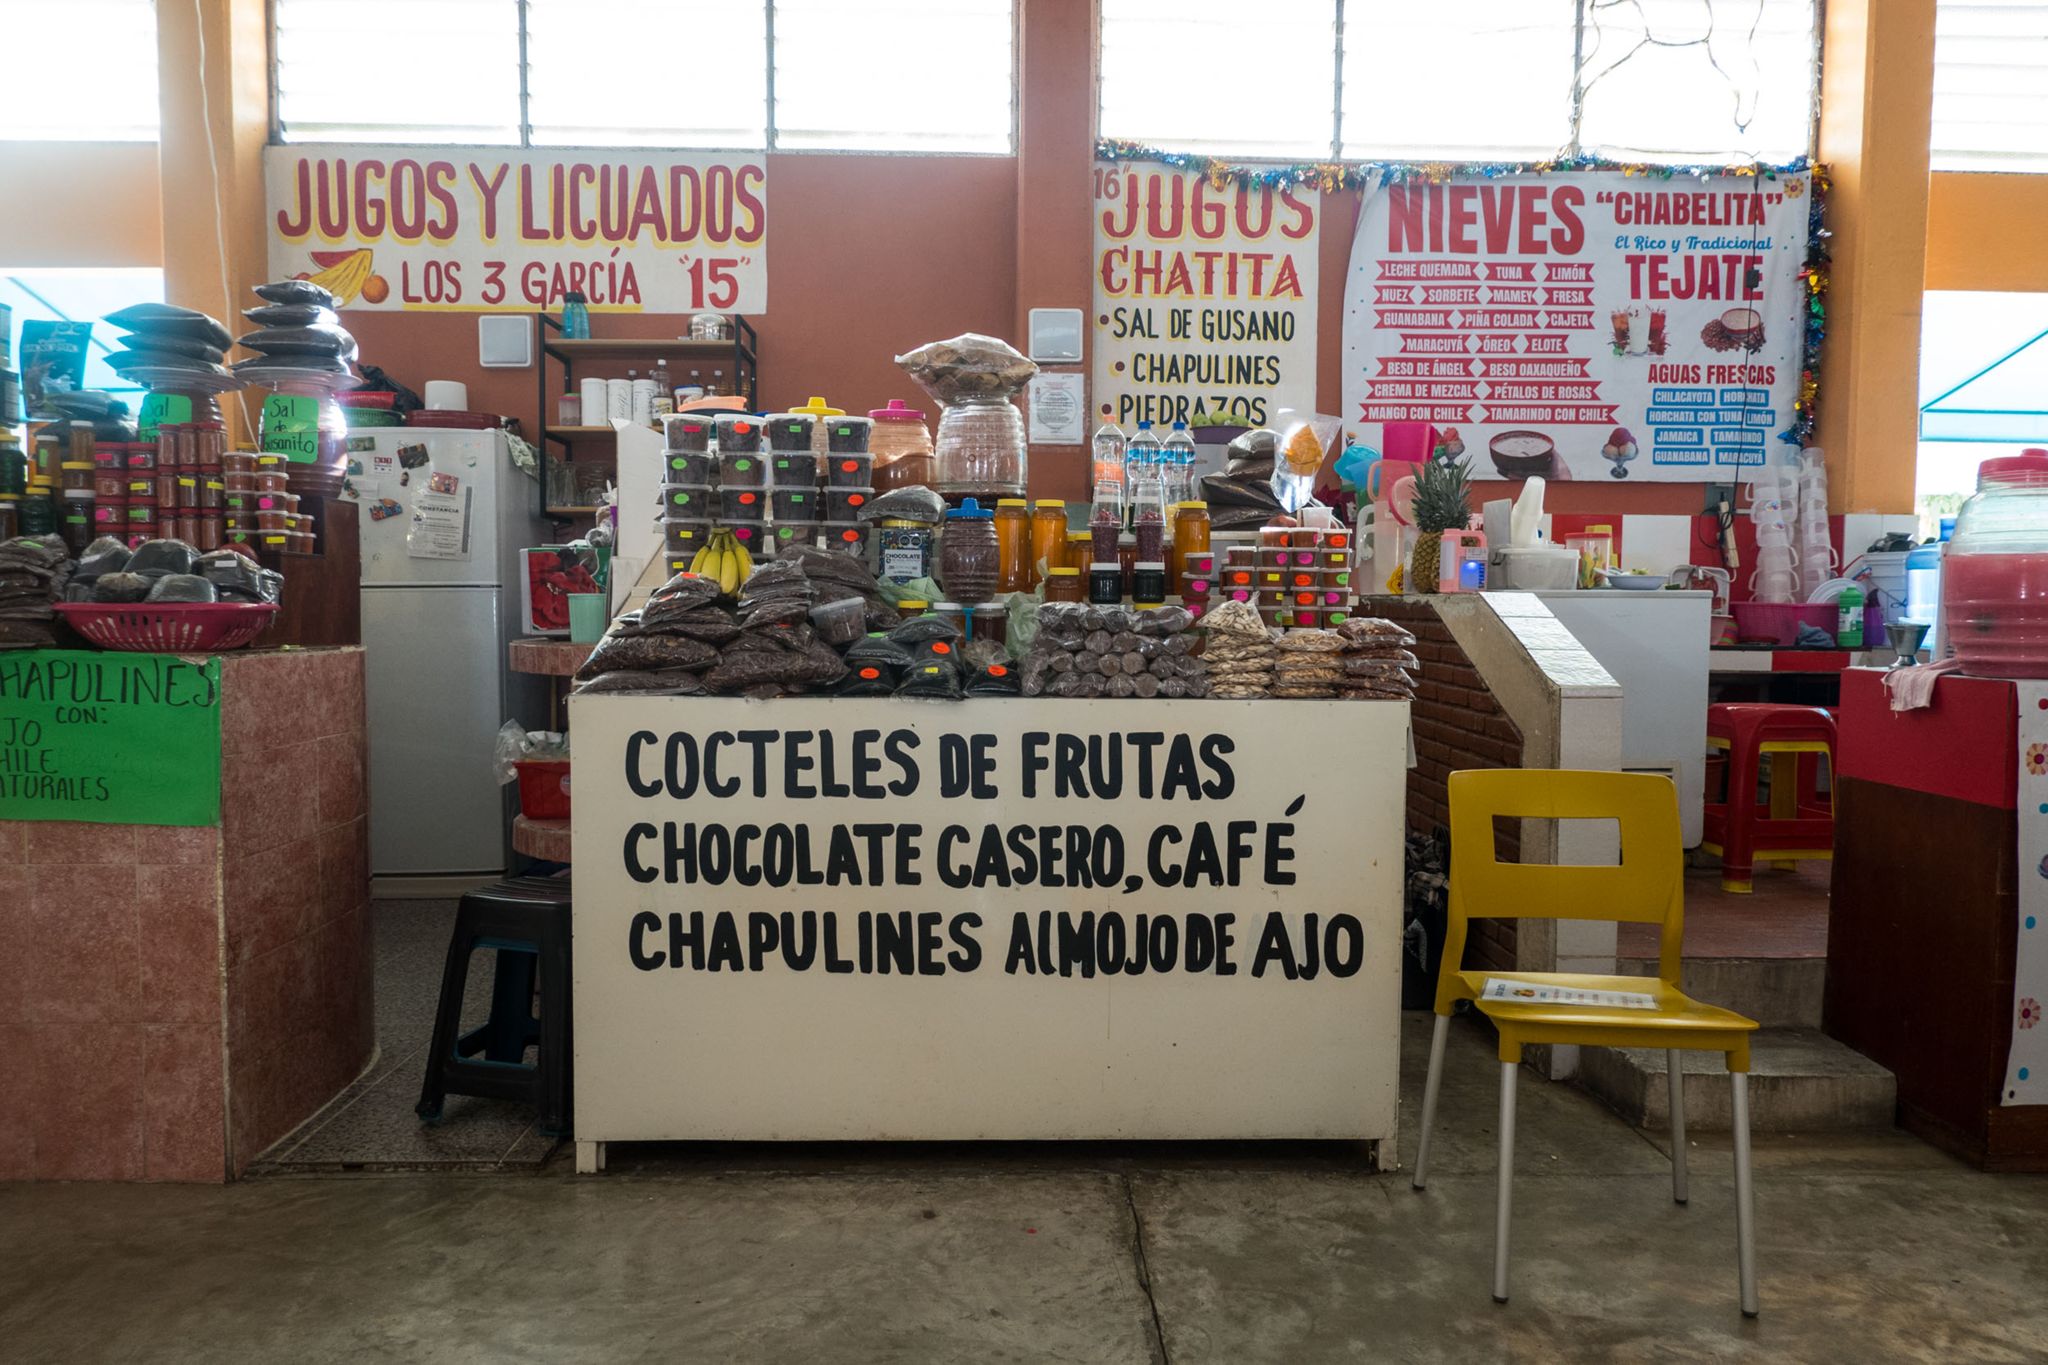 JUGOS Y LICUADOS
LOS 3 GARCÍA "15"
16"
JUGOS
CHATITA
• SAL DE GUSANO
• CHAPULINES
• PIEDRAZOS
NIEVES
LECHE QUEMADA TUNA LIMÓN
NUEZ SORBETE MAMEY FRESA
GUANABANA PIÑA COLADA CAJETA
MARACUYÁ ÓREO ELOTE
BESO DE ÁNGEL BESO OAXAQUEÑO
CREMA DE MEZCAL PÉTALOS DE ROSAS
MANGO CON CHILE TAMARINDO CON CHILE
"CHABELITA"
El Rico y Tradicional
TEJATE
AGUAS FRESCAS
CHILACAYOTA HORCHATA
HORCHATA CON TUNA LIMÓN
JAMAICA TAMARINDO
GUANABANA MARACUYÁ
Sal
Sal
de
Gusanito
CONSTANCIA
CHOCOLATE
HAPULINES
CON:
JO
HILE
ATURALES
COCTELES DE FRUTAS
CHOCOLATE CASERO, CAFÉ
CHAPULINES AlMOJO DE AJO